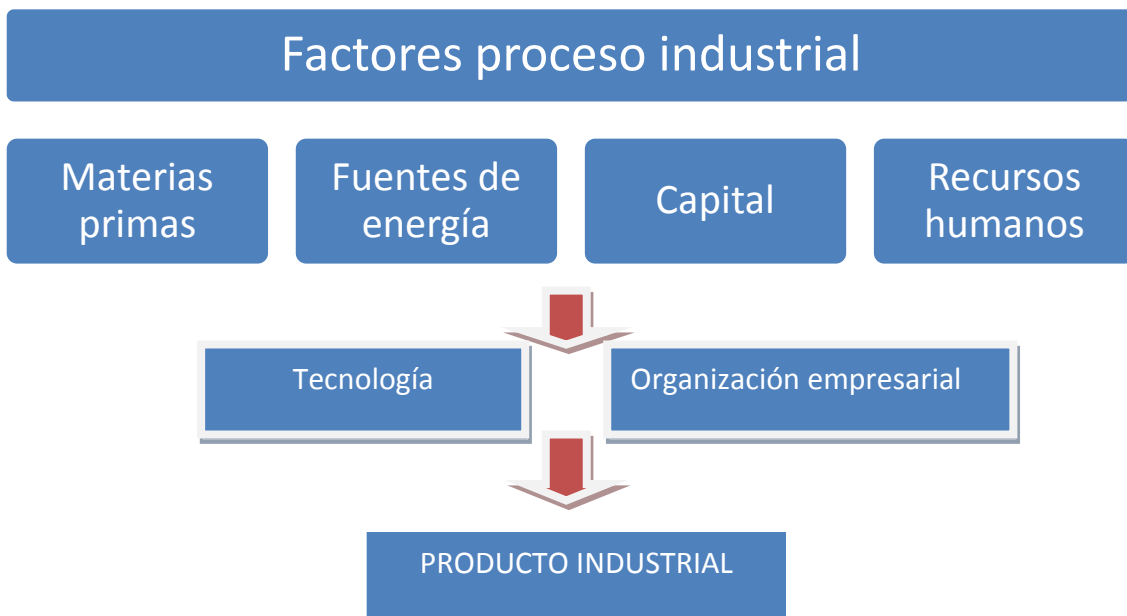 Factores proceso industrial
Materias
primas
Fuentes de
energía
Capital
Recursos
humanos
Tecnología
Organización empresarial
PRODUCTO INDUSTRIAL